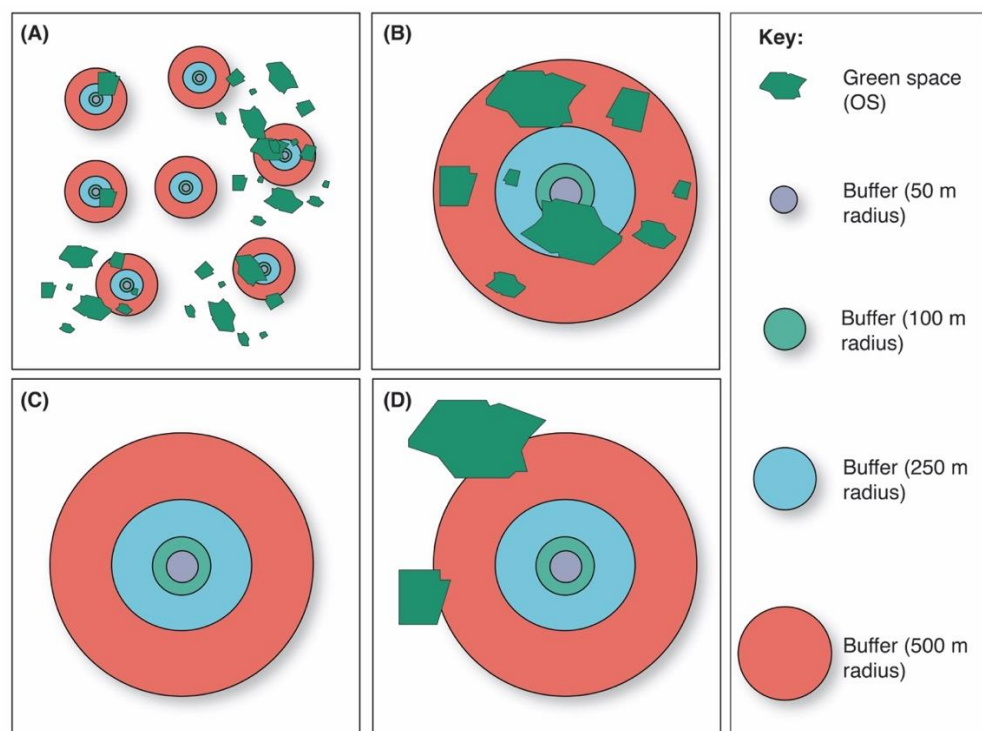 (A)
(B)
(C)
(D)
Key:
Green space
(OS)
Buffer (50 m
radius)
Buffer (100 m
radius)
Buffer (250 m
radius)
Buffer (500 m
radius)